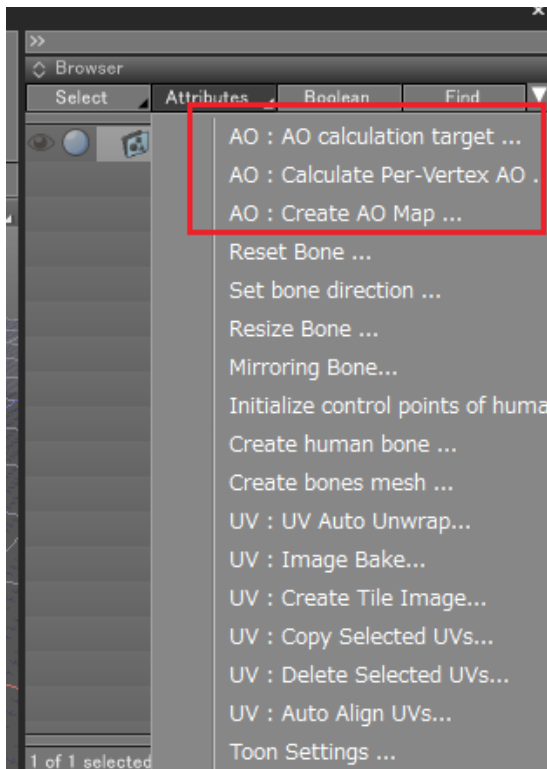 >>
Browser
Select Attributes Boolean Find
AO : AO calculation target ...
AO : Calculate Per-Vertex AO .
AO : Create AO Map ...
Reset Bone ...
Set bone direction ...
Resize Bone ...
Mirroring Bone...
Initialize control points of huma
Create human bone ...
Create bones mesh ...
UV : UV Auto Unwrap...
UV : Image Bake...
UV : Create Tile Image...
UV : Copy Selected UVs...
UV : Delete Selected UVs...
UV : Auto Align UVs...
Toon Settings ...
1 of 1 selected